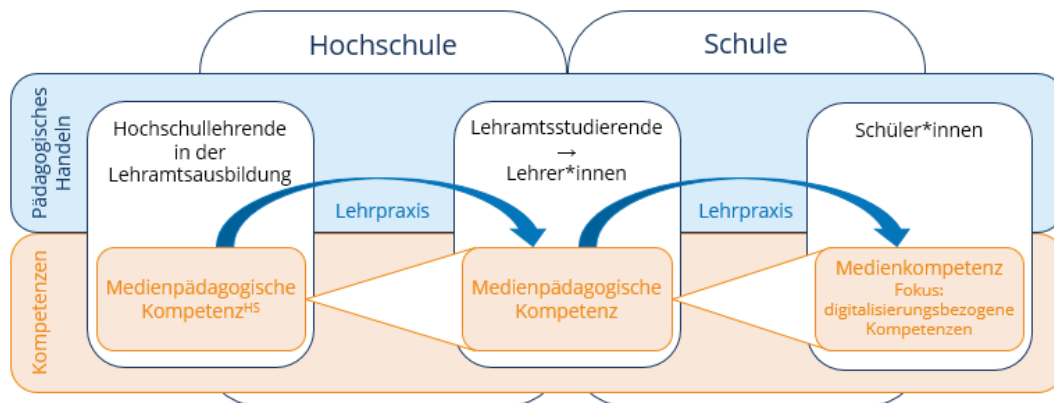 Hochschule
Schule
Pädagogisches
Handeln
Hochschullehrende
in der
Lehramtsausbildung
Lehramtsstudierende
→
Lehrer*innen
Schüler*innen
Lehrpraxis
Lehrpraxis
Kompetenzen
Medienpädagogische
Kompetenzᴴˢ
Medienpädagogische
Kompetenz
Medienkompetenz
Fokus:
digitalisierungsbezogene
Kompetenzen